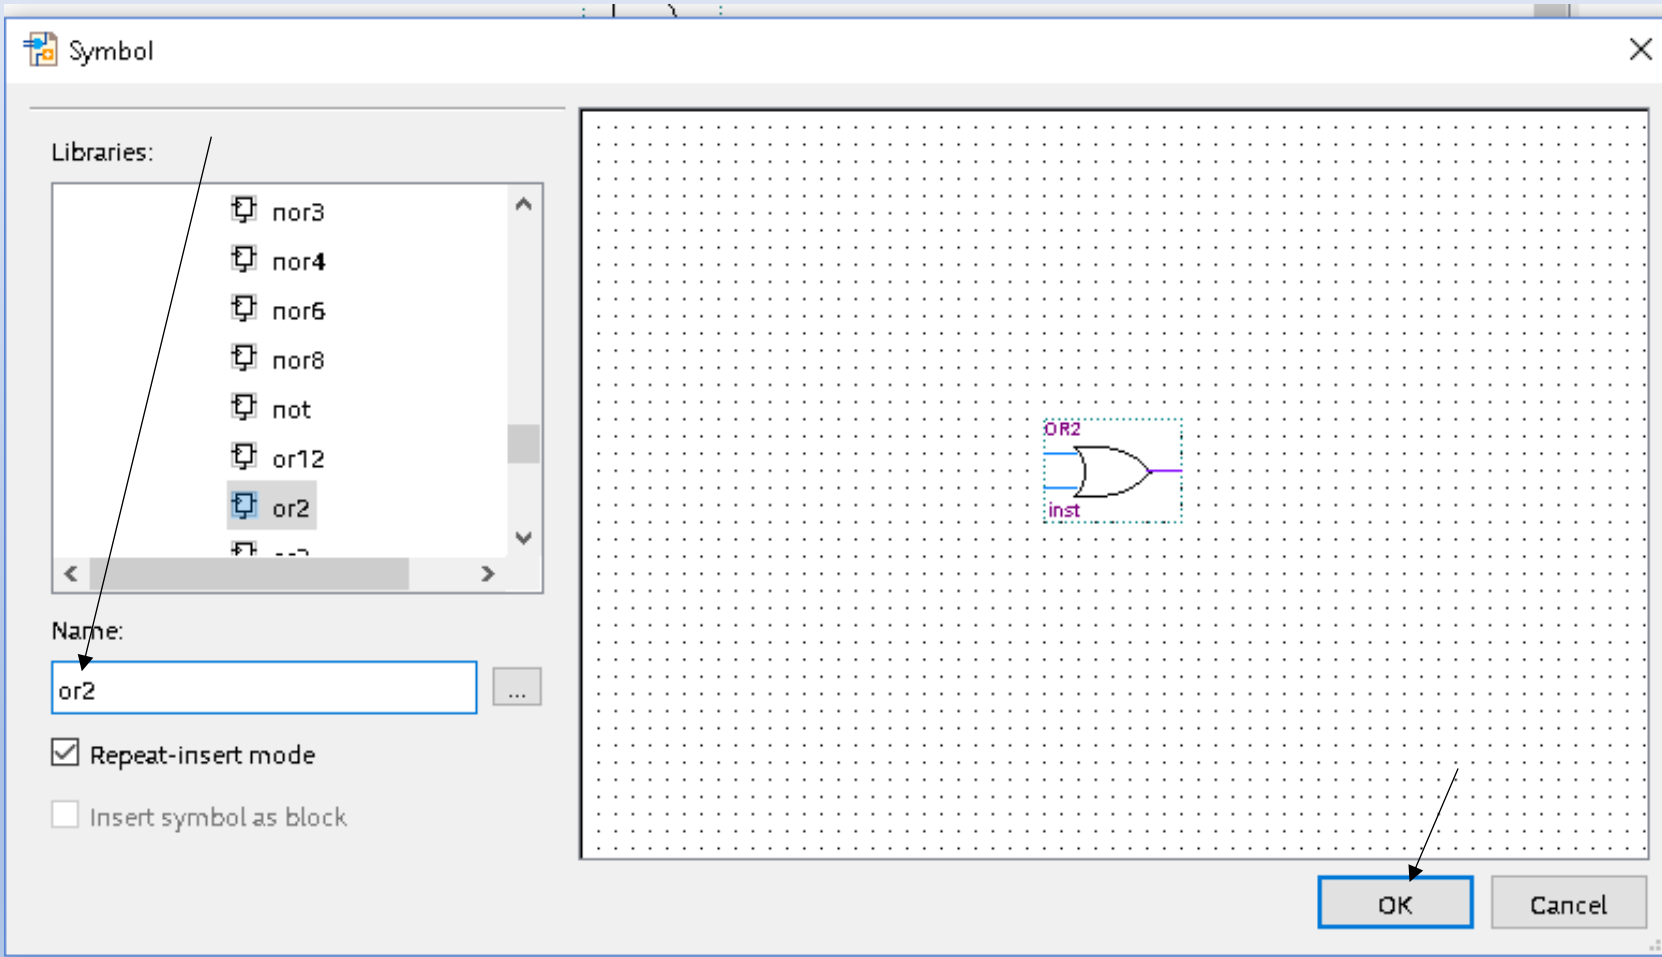 Symbol
Libraries:
nor3
nor4
nor6
nor8
not
or12
or2
Name:
or2
...
Repeat-insert mode
Insert symbol as block
OR2
inst
OK
Cancel